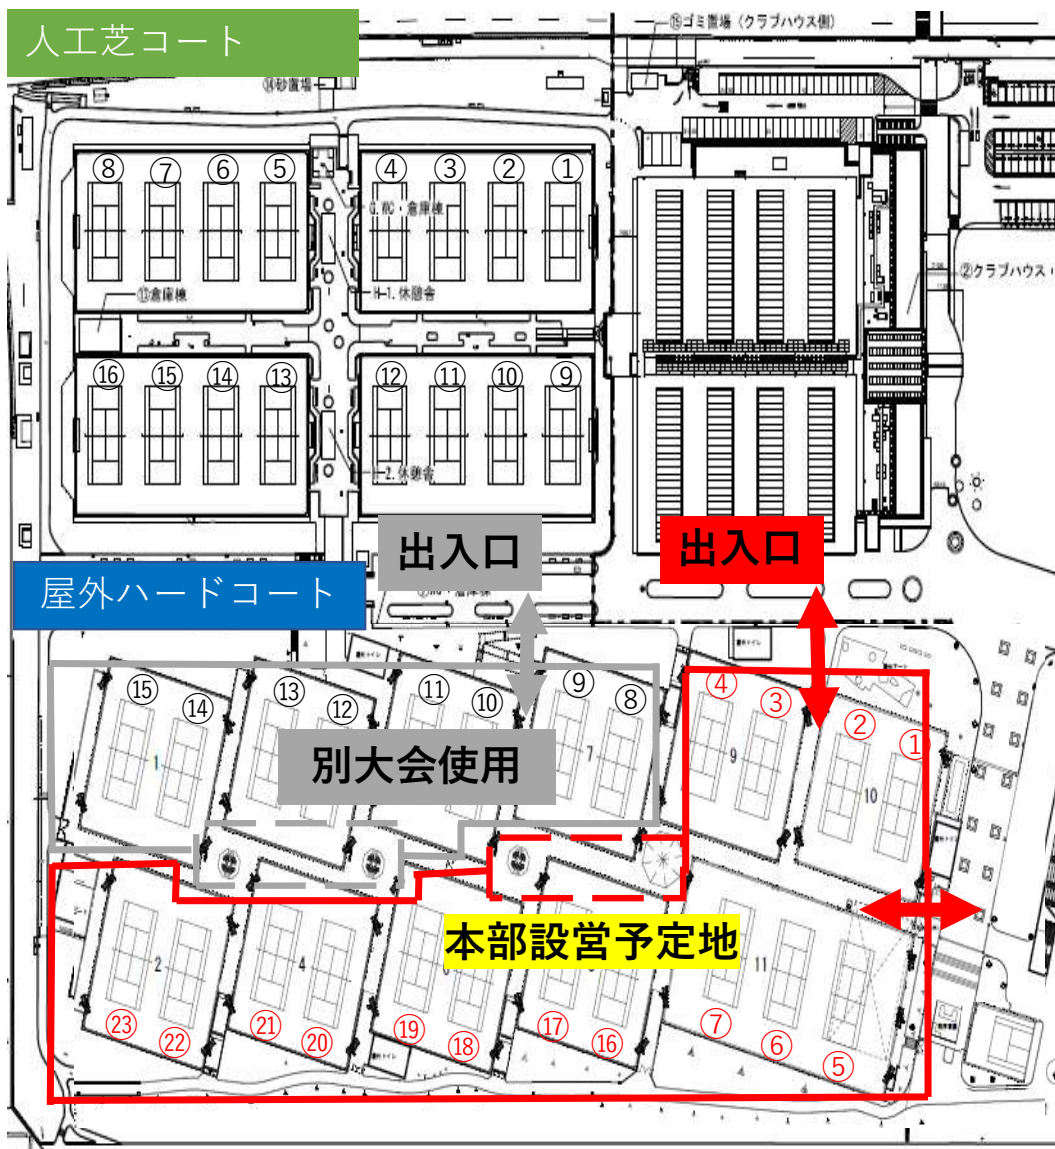 人工芝コート
⑮ゴミ置場（クラブハウス側）
⑭砂置場
⑧ ⑦ ⑥ ⑤ ④ ③ ② ①
G.WC・倉庫棟
②クラブハウス・
⑬倉庫棟
H-1.休憩舎
⑯ ⑮ ⑭ ⑬ ⑫ ⑪ ⑩ ⑨
H-2.休憩舎
出入口
出入口
屋外ハードコート
倉庫棟
⑮ ⑭ ⑬ ⑫ ⑪ ⑩ ⑨ ⑧ ④ ③ ② ①
別大会使用
1 7 9 10
本部設営予定地
2 4 11
㉓ ㉒ ㉑ ⑳ ⑲ ⑱ ⑰ ⑯ ⑦ ⑥ ⑤